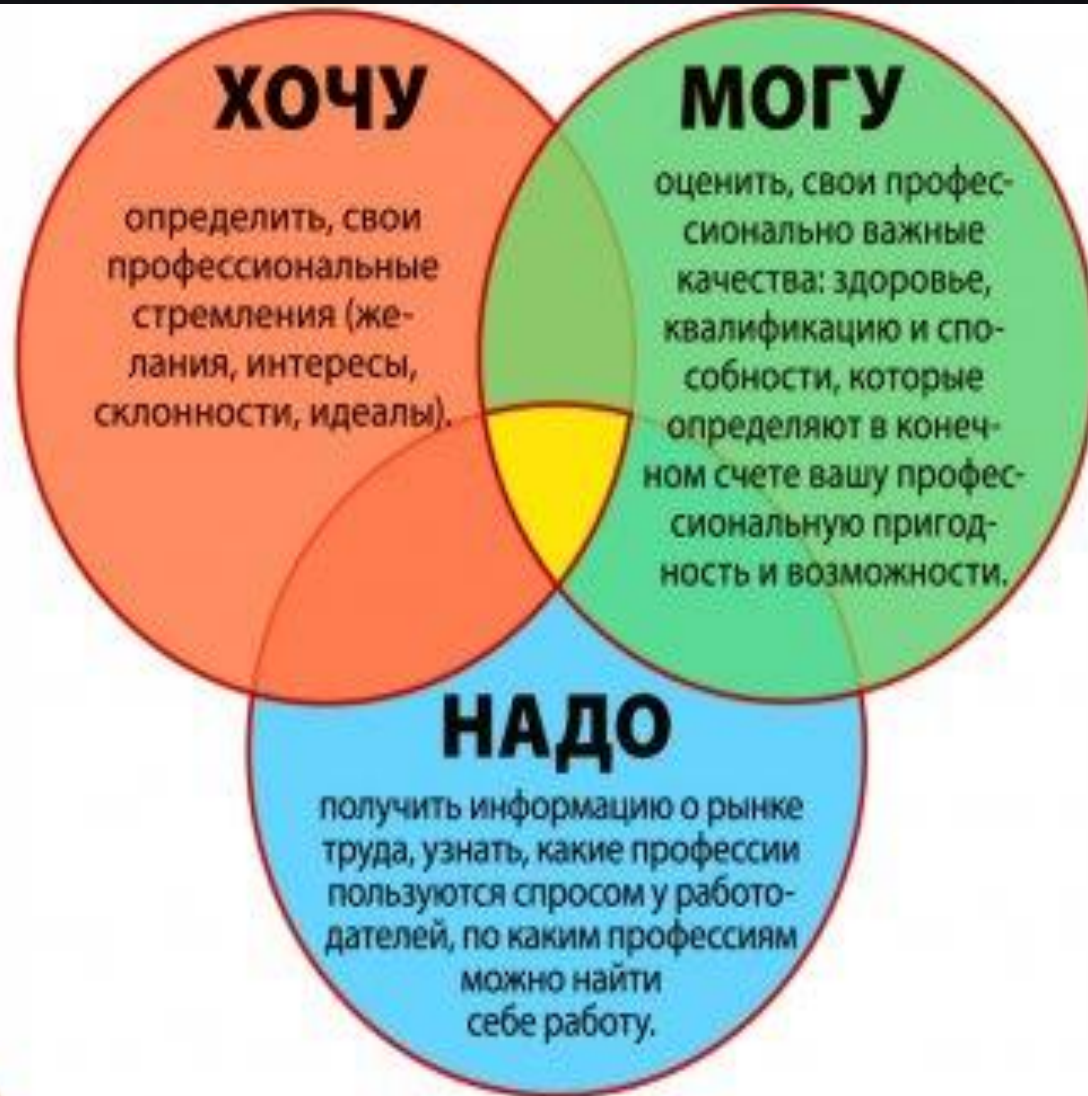 ХОЧУ
определить, свои
профессиональные
стремления (же-
лания, интересы,
склонности, идеалы).
МОГУ
оценить, свои профес-
сионально важные
качества: здоровье,
квалификацию и спо-
собности, которые
определяют в конеч-
ном счете вашу профес-
сиональную пригод-
ность и возможности.
НАДО
получить информацию о рынке
труда, узнать, какие профессии
пользуются спросом у работо-
дателей, по каким профессиям
можно найти
себе работу.